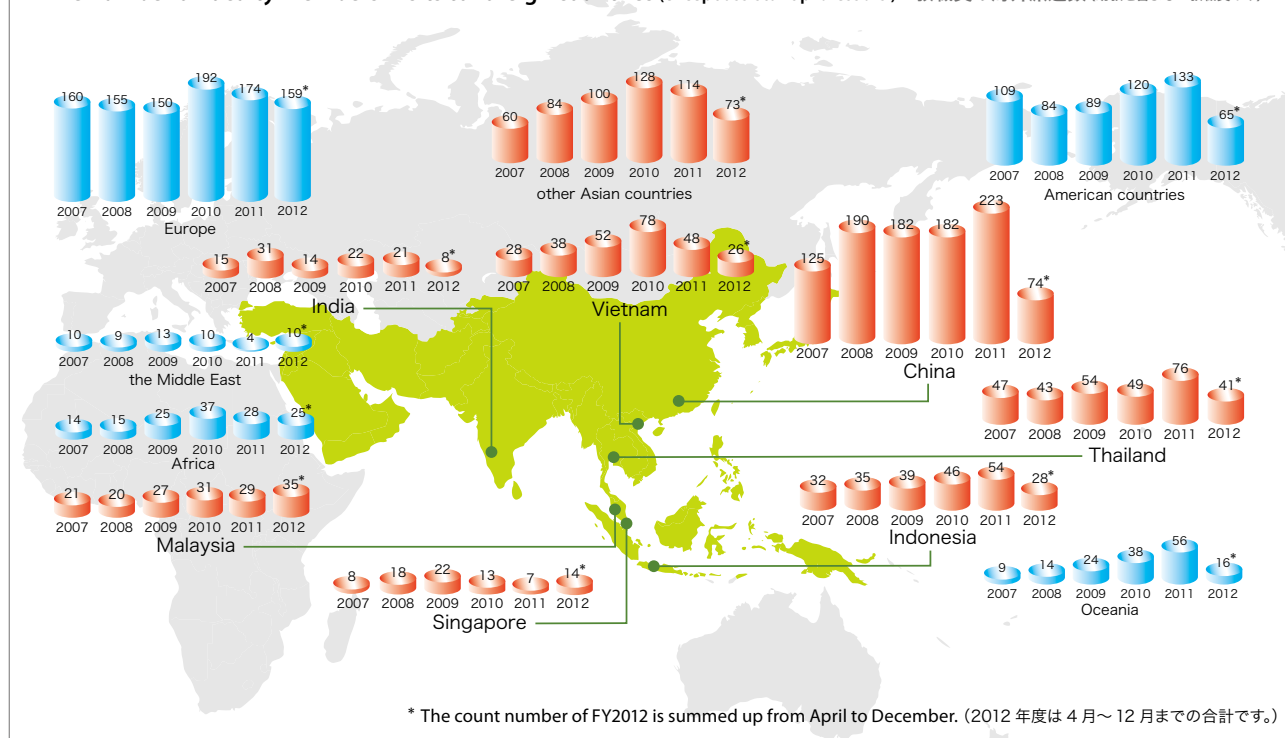 160 155 150 192 174 159*
2007 2008 2009 2010 2011 2012
Europe
60 84 100 128 114 73*
2007 2008 2009 2010 2011 2012
other Asian countries
109 84 89 120 133 65*
2007 2008 2009 2010 2011 2012
American countries
15 31 14 22 21 8*
2007 2008 2009 2010 2011 2012
India
28 38 52 78 48 26*
2007 2008 2009 2010 2011 2012
Vietnam
125 190 182 182 223 74*
2007 2008 2009 2010 2011 2012
China
10 9 13 10 4 10*
2007 2008 2009 2010 2011 2012
the Middle East
47 43 54 49 76 41*
2007 2008 2009 2010 2011 2012
Thailand
14 15 25 37 28 25*
2007 2008 2009 2010 2011 2012
Africa
21 20 27 31 29 35*
2007 2008 2009 2010 2011 2012
Malaysia
32 35 39 46 54 28*
2007 2008 2009 2010 2011 2012
Indonesia
8 18 22 13 7 14*
2007 2008 2009 2010 2011 2012
Singapore
9 14 24 38 56 16*
2007 2008 2009 2010 2011 2012
Oceania
* The count number of FY2012 is summed up from April to December.（2012 年度は 4 月〜 12 月までの合計です。）